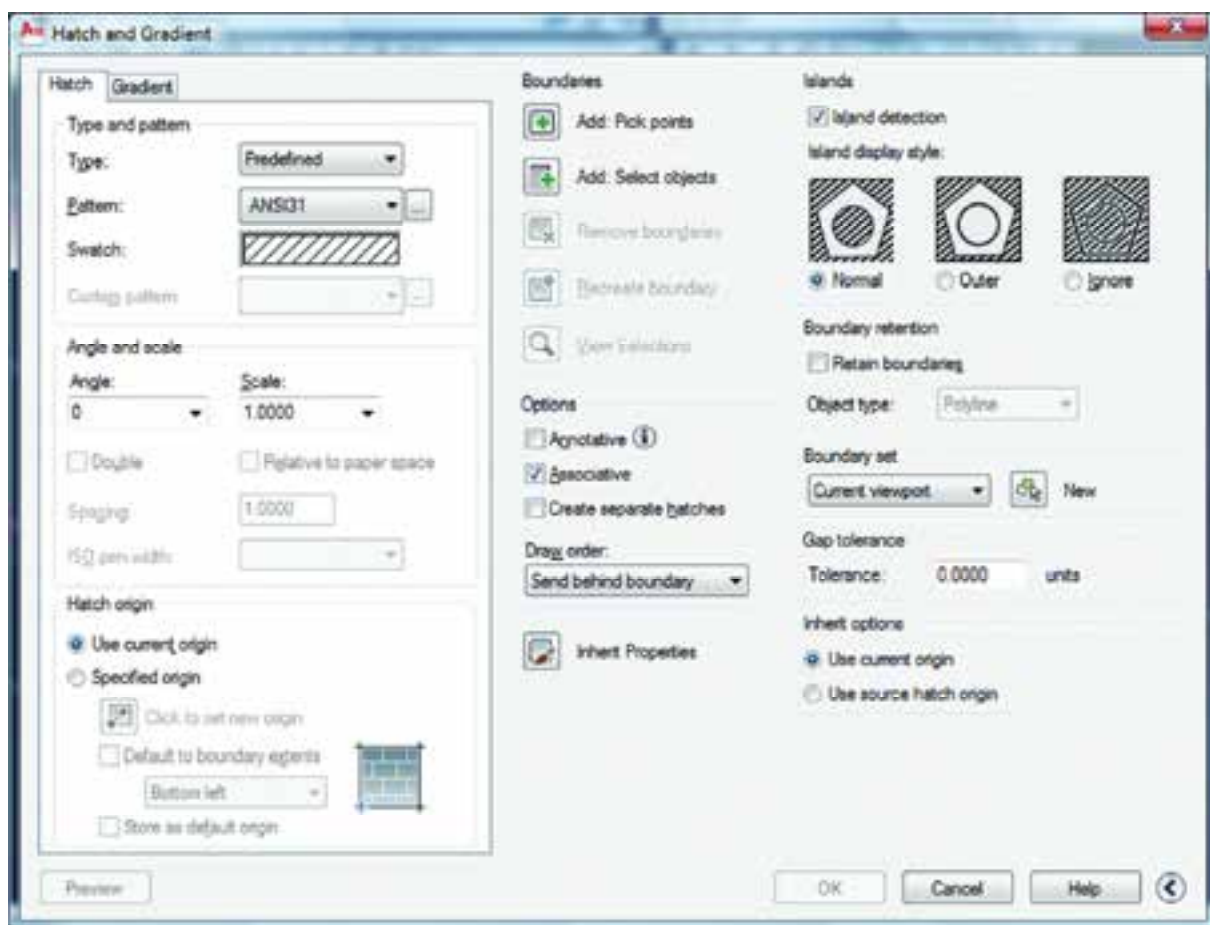 Hatch and Gradient
Hatch
Gradient
Type and pattern
Type:
Predefined
Pattern:
ANSI31
...
Swatch:
Custom pattern:
...
Angle and scale
Angle:
Scale:
0
1.0000
Double
Relative to paper space
Spacing:
1.0000
ISO pen width:
Hatch origin
Use current origin
Specified origin
Click to set new origin
Default to boundary extents
Bottom left
Store as default origin
Preview
Boundaries
Add: Pick points
Add: Select objects
Remove boundaries
Recreate boundary
View Selections
Options
Annotative
Associative
Create separate hatches
Draw order:
Send behind boundary
Inherit Properties
Islands
Island detection
Island display style:
Normal
Outer
Ignore
Boundary retention
Retain boundaries
Object type:
Polyline
Boundary set
Current viewport
New
Gap tolerance
Tolerance:
0.0000
units
Inherit options
Use current origin
Use source hatch origin
OK
Cancel
Help